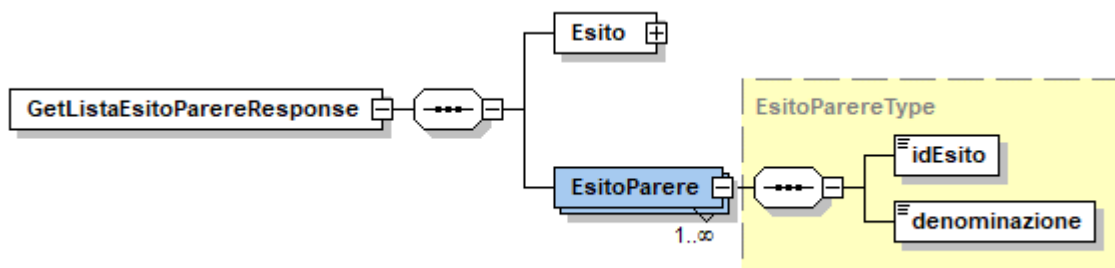 Esito
GetListaEsitoParereResponse
EsitoParereType
idEsito
EsitoParere
denominazione
1..∞